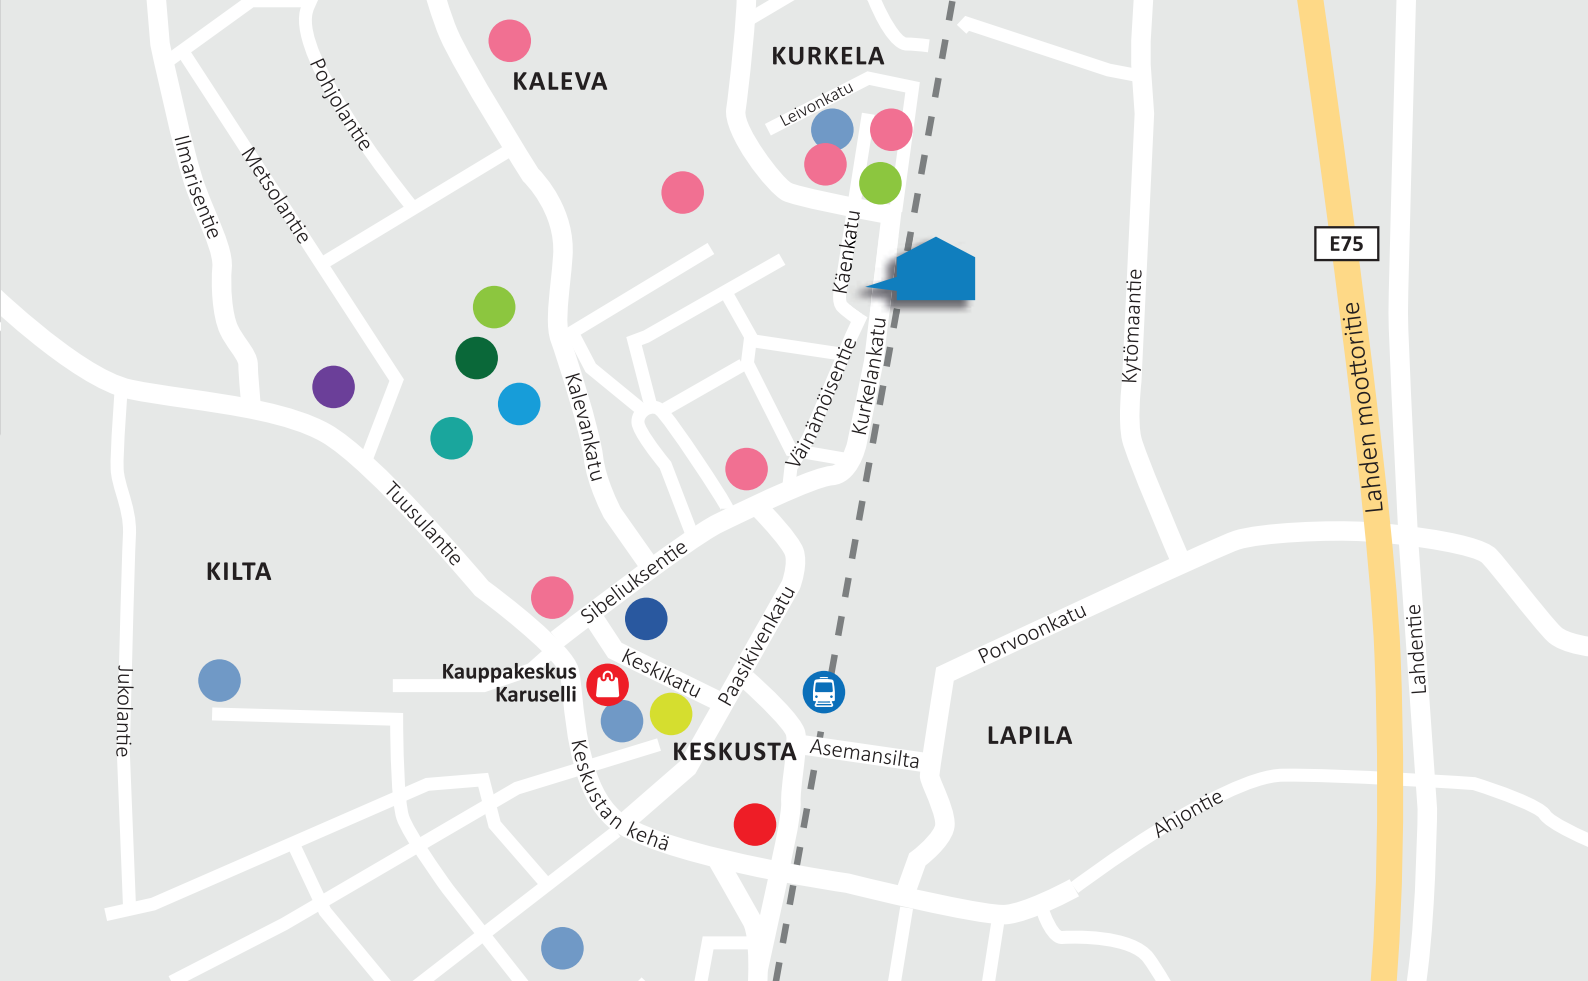 KURKELA
KALEVA
Leivonkatu
Pohjolantie
Ilmarisentie
Metsolantie
Käenkatu
E75
Kytömaantie
Lahden moottoritie
Väinämöisentie
Kurkelankatu
Kalevankatu
Tuusulantie
KILTA
Sibeliuksentie
Paasikivenkatu
Porvoonkatu
Lahdentie
Keskikatu
Kauppakeskus
Karuselli
Jukolantie
KESKUSTA
Asemansilta
LAPILA
Keskustan kehä
Ahjontie